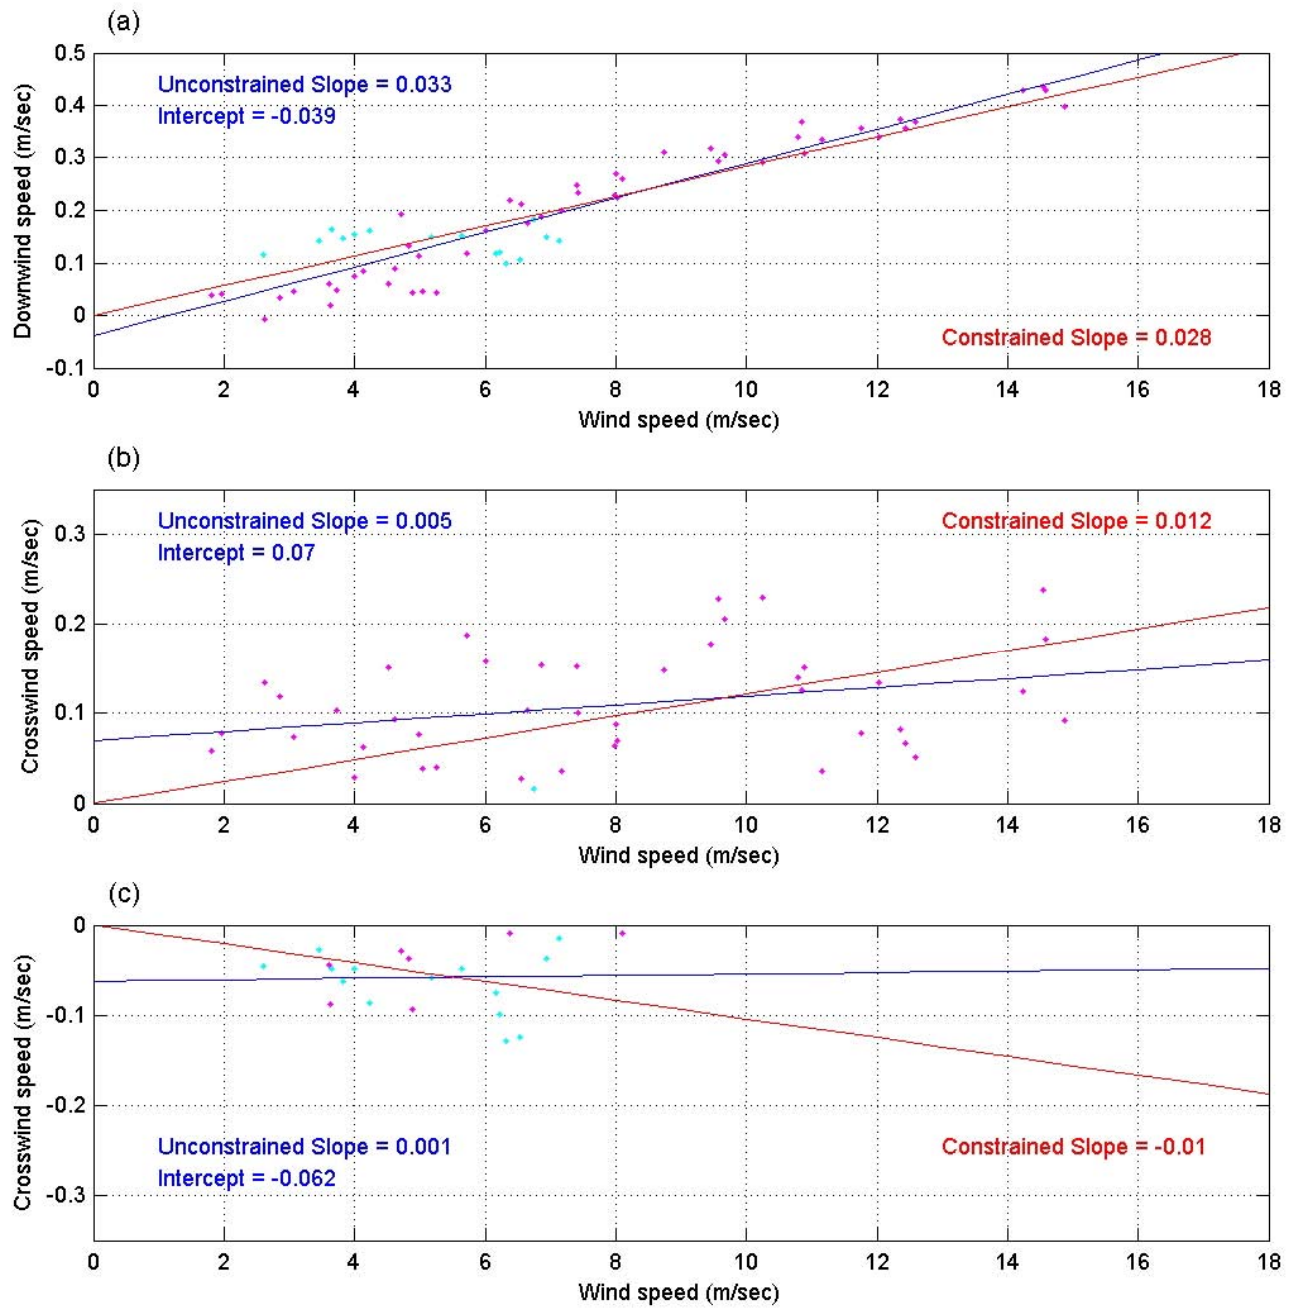 (a)
0.5
0.4
0.3
0.2
0.1
0
-0.1
Downwind speed (m/sec)
Unconstrained Slope = 0.033
Intercept = -0.039
Constrained Slope = 0.028
0 2 4 6 8 10 12 14 16 18
Wind speed (m/sec)
(b)
0.3
0.2
0.1
0
Crosswind speed (m/sec)
Unconstrained Slope = 0.005
Intercept = 0.07
Constrained Slope = 0.012
0 2 4 6 8 10 12 14 16 18
Wind speed (m/sec)
(c)
0
-0.1
-0.2
-0.3
Crosswind speed (m/sec)
Unconstrained Slope = 0.001
Intercept = -0.062
Constrained Slope = -0.01
0 2 4 6 8 10 12 14 16 18
Wind speed (m/sec)